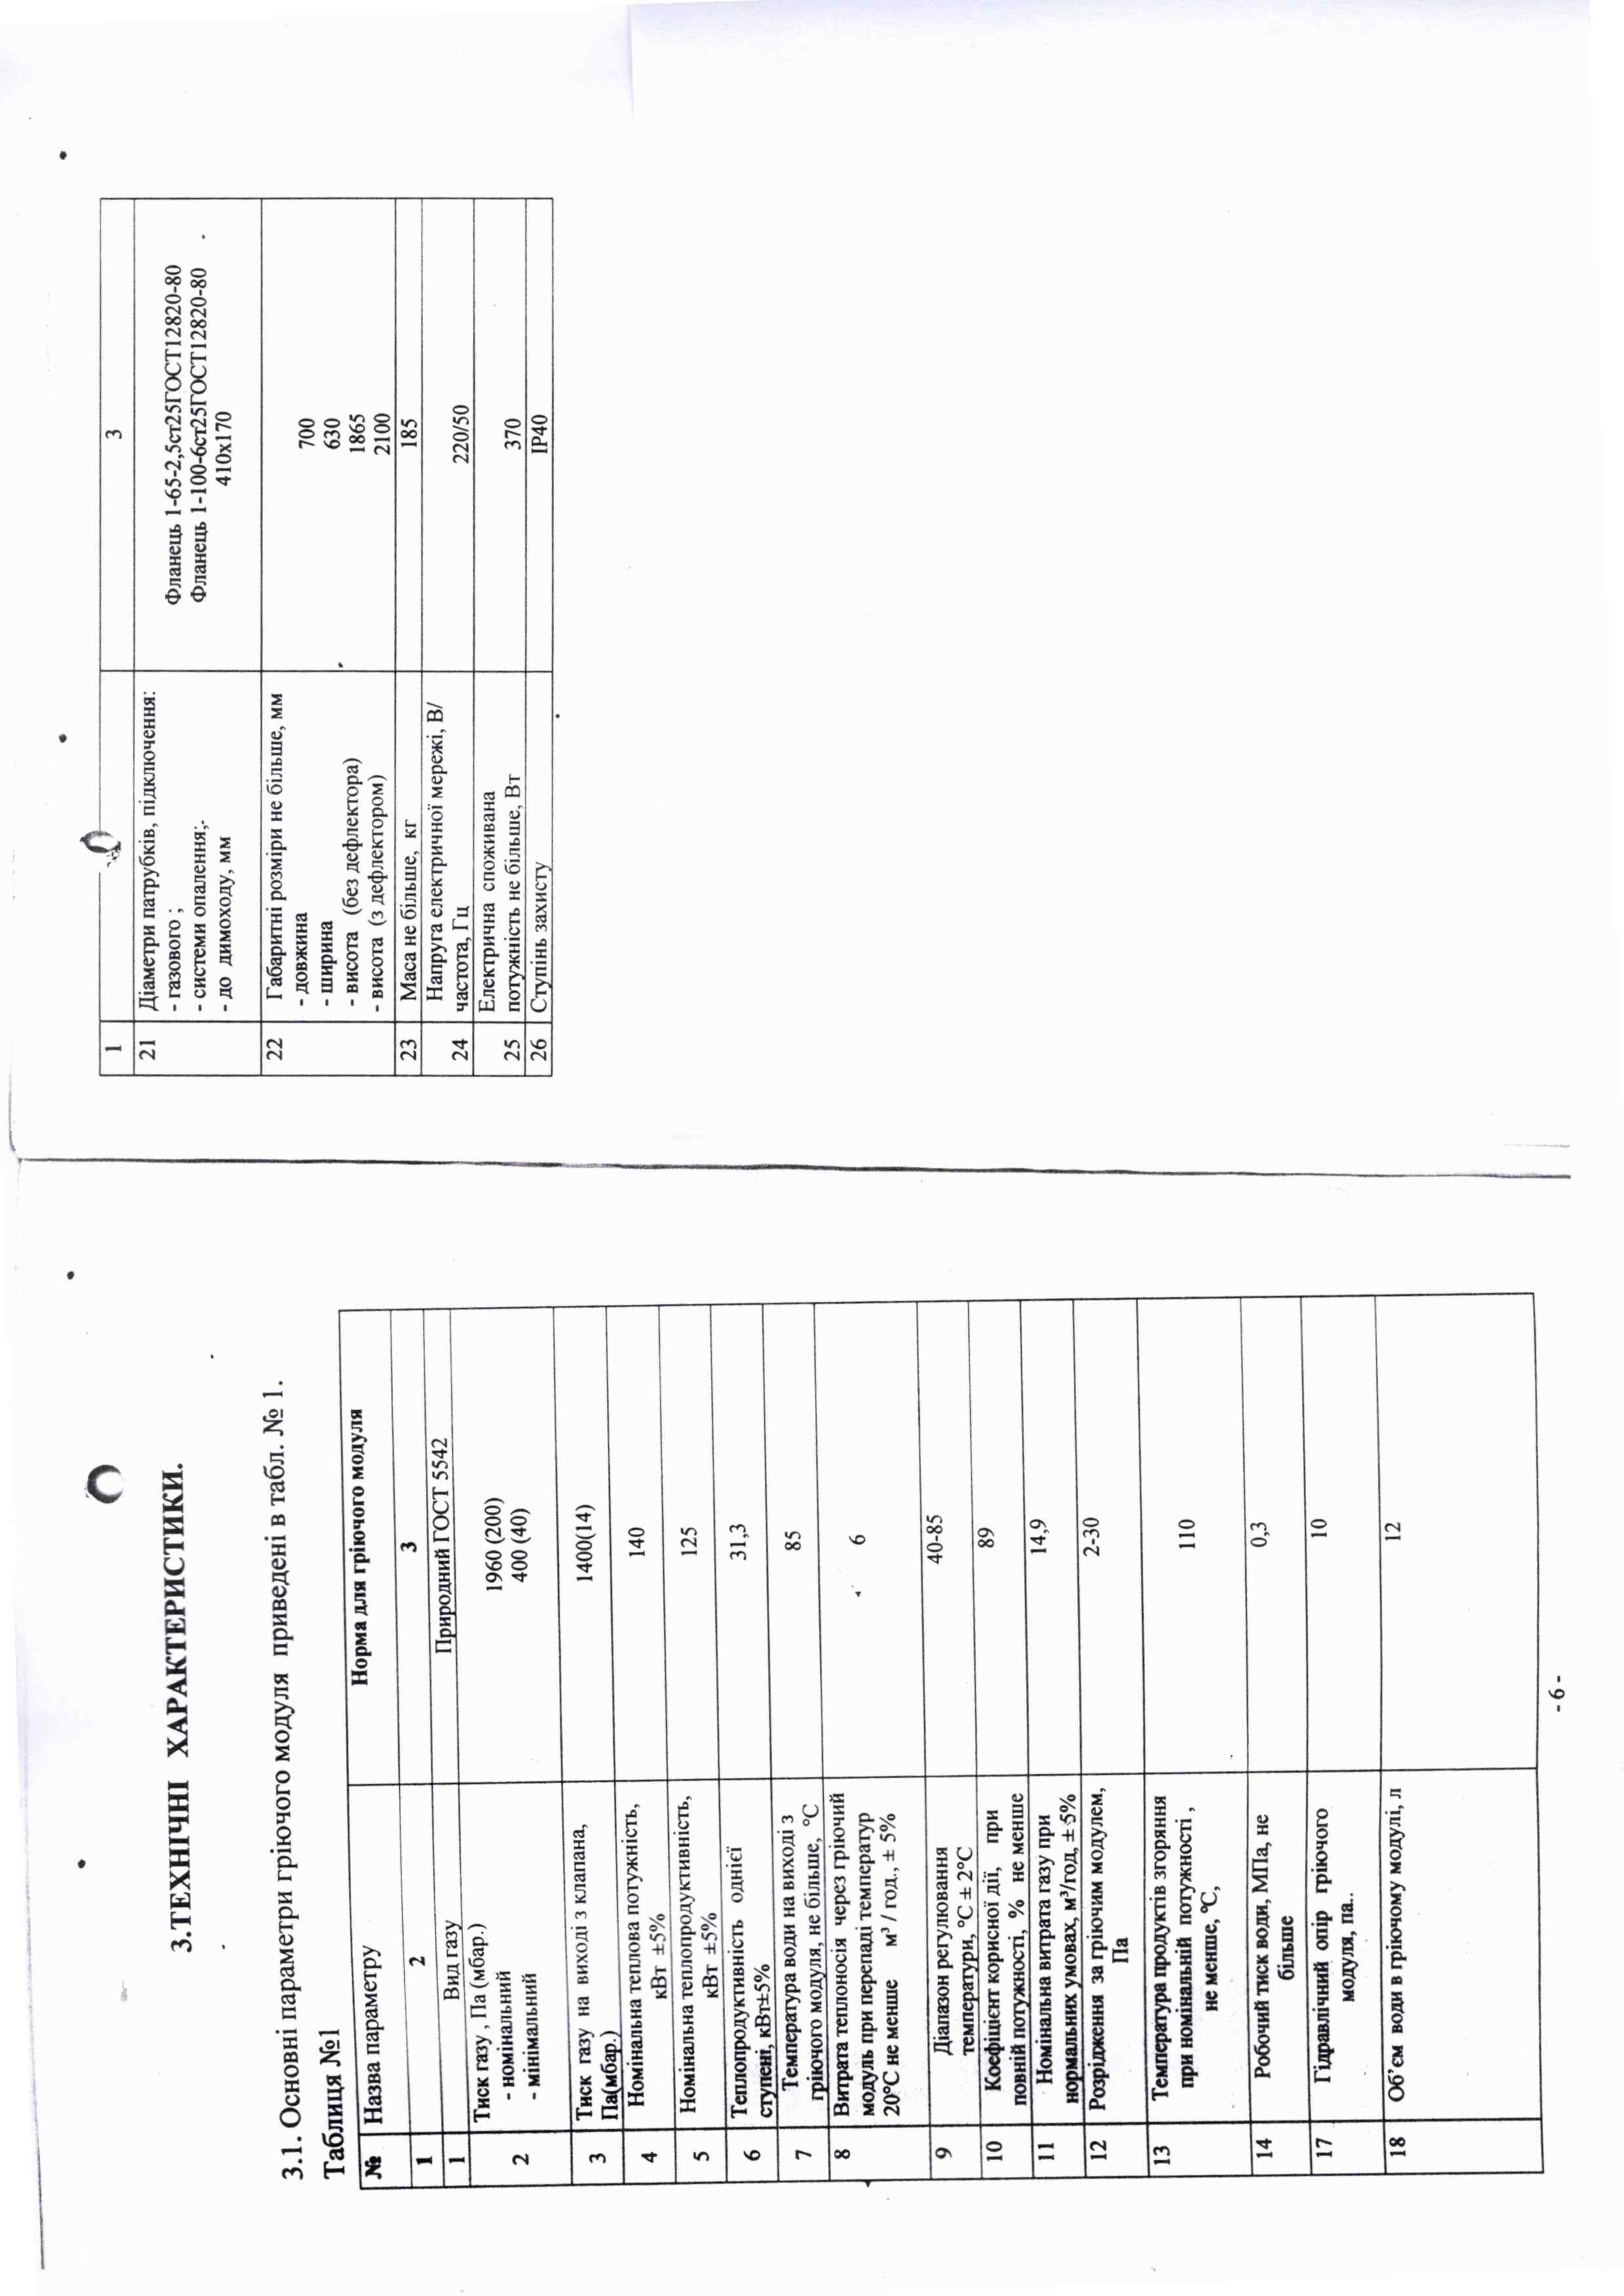 3.ТЕХНІЧНІ ХАРАКТЕРИСТИКИ.
3.1. Основні параметри гріючого модуля приведені в табл. № 1.
Таблиця №1
№ Назва параметру Норма для гріючого модуля
1 2 3
1 Вид газу Природний ГОСТ 5542
2 Тиск газу , Па (мбар.)
- номінальний 1960 (200)
- мінімальний 400 (40)
3 Тиск газу на виході з клапана, 1400(14)
Па(мбар.)
4 Номінальна теплова потужність, 140
кВт ±5%
5 Номінальна теплопродуктивність, 125
кВт ±5%
6 Теплопродуктивність однієї 31,3
ступені, кВт±5%
7 Температура води на виході з 85
гріючого модуля, не більше, °С
8 Витрата теплоносія через гріючий 6
модуль при перепаді температур
20°С не менше м³ / год., ± 5%
9 Діапазон регулювання 40-85
температури, °С ± 2°С
10 Коефіцієнт корисної дії, при 89
повній потужності, % не менше
11 Номінальна витрата газу при 14,9
нормальних умовах, м³/год, ± 5%
12 Розрідження за гріючим модулем, 2-30
Па
13 Температура продуктів згоряння 110
при номінальній потужності ,
не менше, °С,
14 Робочий тиск води, МПа, не 0,3
більше
17 Гідравлічний опір гріючого 10
модуля, па..
18 Об’єм води в гріючому модулі, л 12
- 6 -
1 3
21 Діаметри патрубків, підключення:
- газового ; Фланець 1-65-2,5ст25ГОСТ12820-80
- системи опалення;- Фланець 1-100-6ст25ГОСТ12820-80
- до димоходу, мм 410х170
22 Габаритні розміри не більше, мм
- довжина 700
- ширина 630
- висота (без дефлектора) 1865
- висота (з дефлектором) 2100
23 Маса не більше, кг 185
Напруга електричної мережі, В/
24 частота, Гц 220/50
Електрична споживана
25 потужність не більше, Вт 370
26 Ступінь захисту IP40